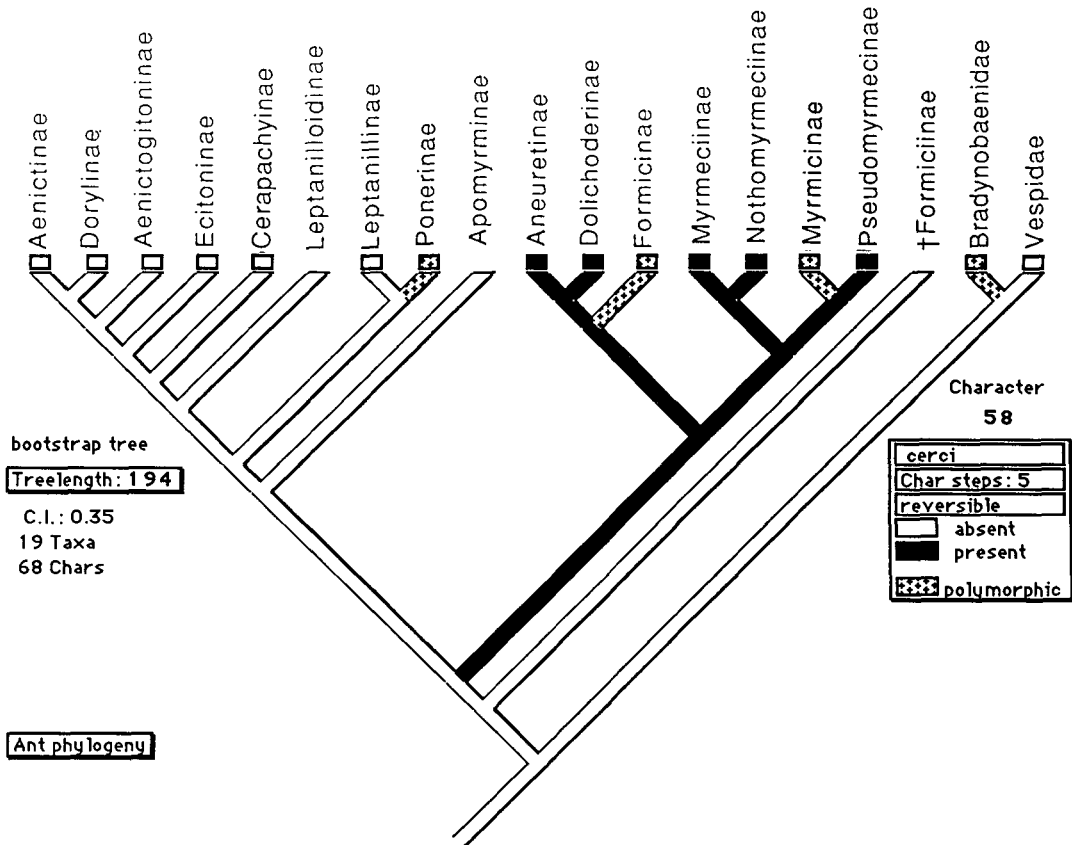 Aenictinae
Dorylinae
Aenictogitoninae
Ecitoninae
Cerapachyinae
Leptanilloidinae
Leptanillinae
Ponerinae
Apomyrminae
Aneuretinae
Dolichoderinae
Formicinae
Myrmeciinae
Nothomyrmeciinae
Myrmicinae
Pseudomyrmecinae
†Formiciinae
Bradynobaenidae
Vespidae
bootstrap tree
Treelength: 194
C.I.: 0.35
19 Taxa
68 Chars
Ant phylogeny
Character
58
cerci
Char steps: 5
reversible
absent
present
polymorphic